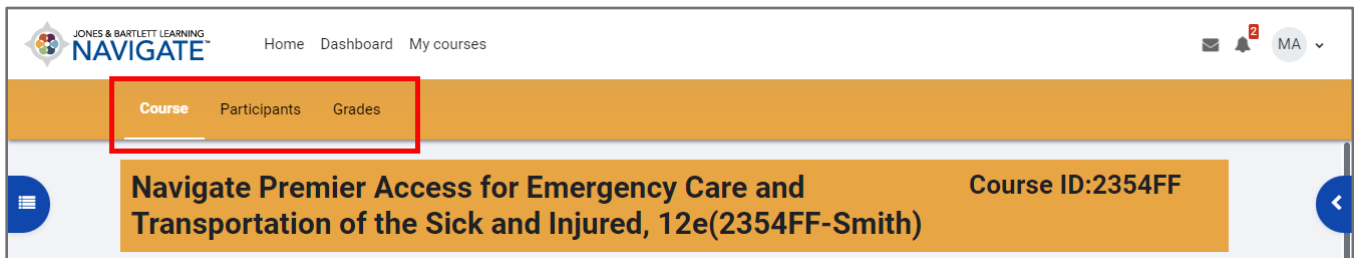 JONES & BARTLETT LEARNING
NAVIGATE™
Home Dashboard My courses
2
MA
Course Participants Grades
Navigate Premier Access for Emergency Care and
Transportation of the Sick and Injured, 12e(2354FF-Smith)
Course ID:2354FF